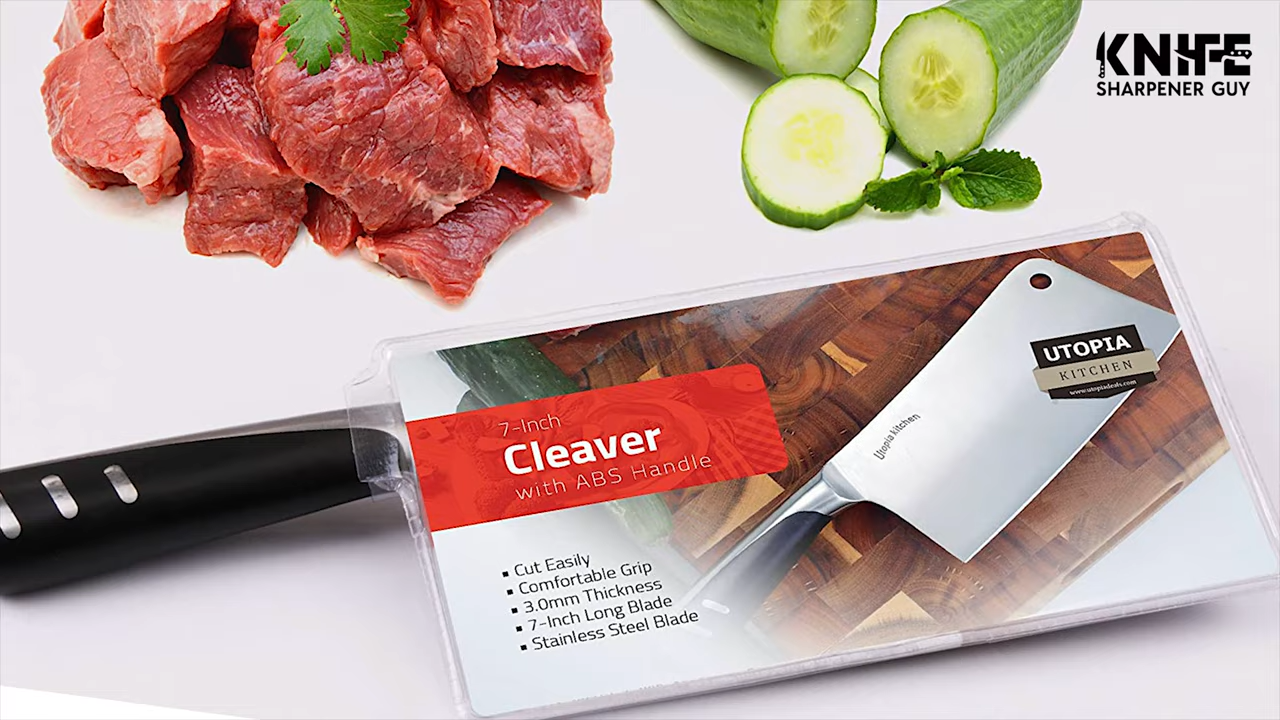 KNIFE
SHARPENER GUY
UTOPIA
KITCHEN
www.utopiadeals.com
Utopia kitchen
7-Inch
Cleaver
with ABS Handle
▪ Cut Easily
▪ Comfortable Grip
▪ 3.0mm Thickness
▪ 7-Inch Long Blade
▪ Stainless Steel Blade